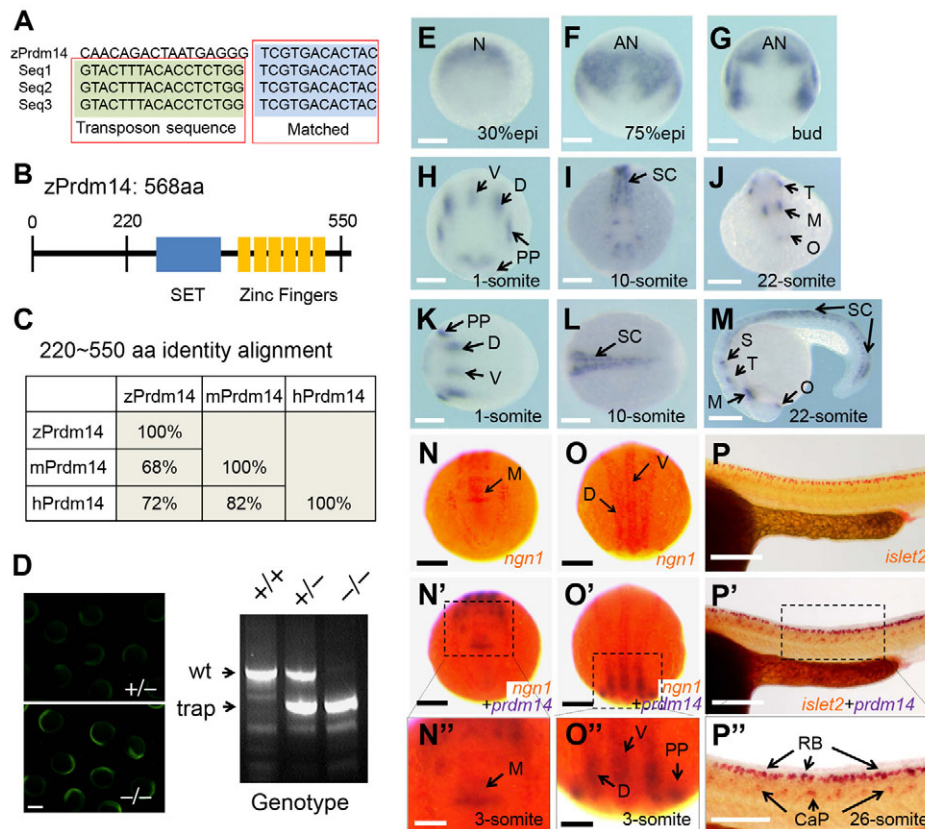 A
zPrdm14 CAACAGACTAATGAGGG TCGTGACACTAC
Seq1 GTACTTTACACCTCTGG TCGTGACACTAC
Seq2 GTACTTTACACCTCTGG TCGTGACACTAC
Seq3 GTACTTTACACCTCTGG TCGTGACACTAC
Transposon sequence Matched
B
zPrdm14: 568aa
0 220 550
SET Zinc Fingers
C
220~550 aa identity alignment
zPrdm14 mPrdm14 hPrdm14
zPrdm14 100%
mPrdm14 68% 100%
hPrdm14 72% 82% 100%
D
+/−
−/−
+/+ +/− −/−
wt
trap
Genotype
E
N
30%epi
F
AN
75%epi
G
AN
bud
H
V
D
PP
1-somite
I
SC
10-somite
J
T
M
O
22-somite
K
PP
D
V
1-somite
L
SC
10-somite
M
SC
S
T
M
O
22-somite
N
M
ngn1
O
V
D
ngn1
P
islet2
N'
ngn1
+prdm14
O'
ngn1
+prdm14
P'
islet2+prdm14
N''
M
3-somite
O''
V
PP
D
3-somite
P''
RB
CaP
26-somite